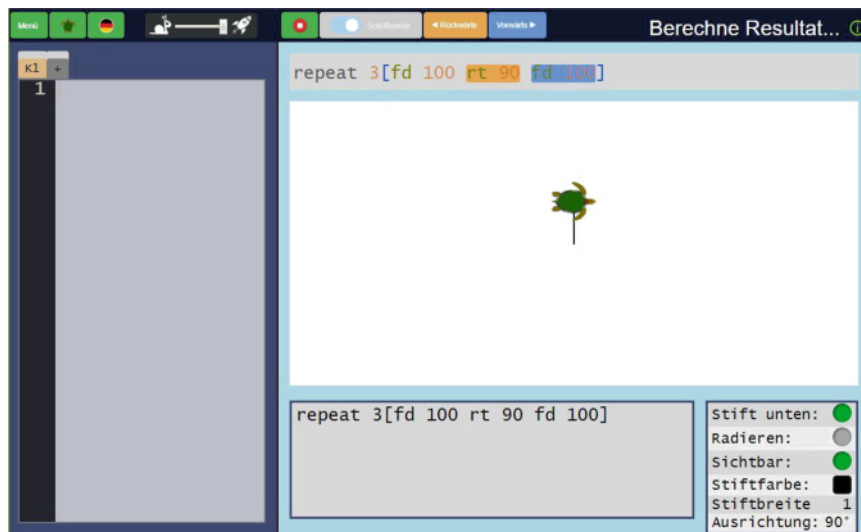 Menü
Schrittweise
◄ Rückwärts
Vorwärts ►
Berechne Resultat...
K1 +
1
repeat 3[fd 100 rt 90 fd 100]
repeat 3[fd 100 rt 90 fd 100]
Stift unten:
Radieren:
Sichtbar:
Stiftfarbe:
Stiftbreite 1
Ausrichtung: 90°